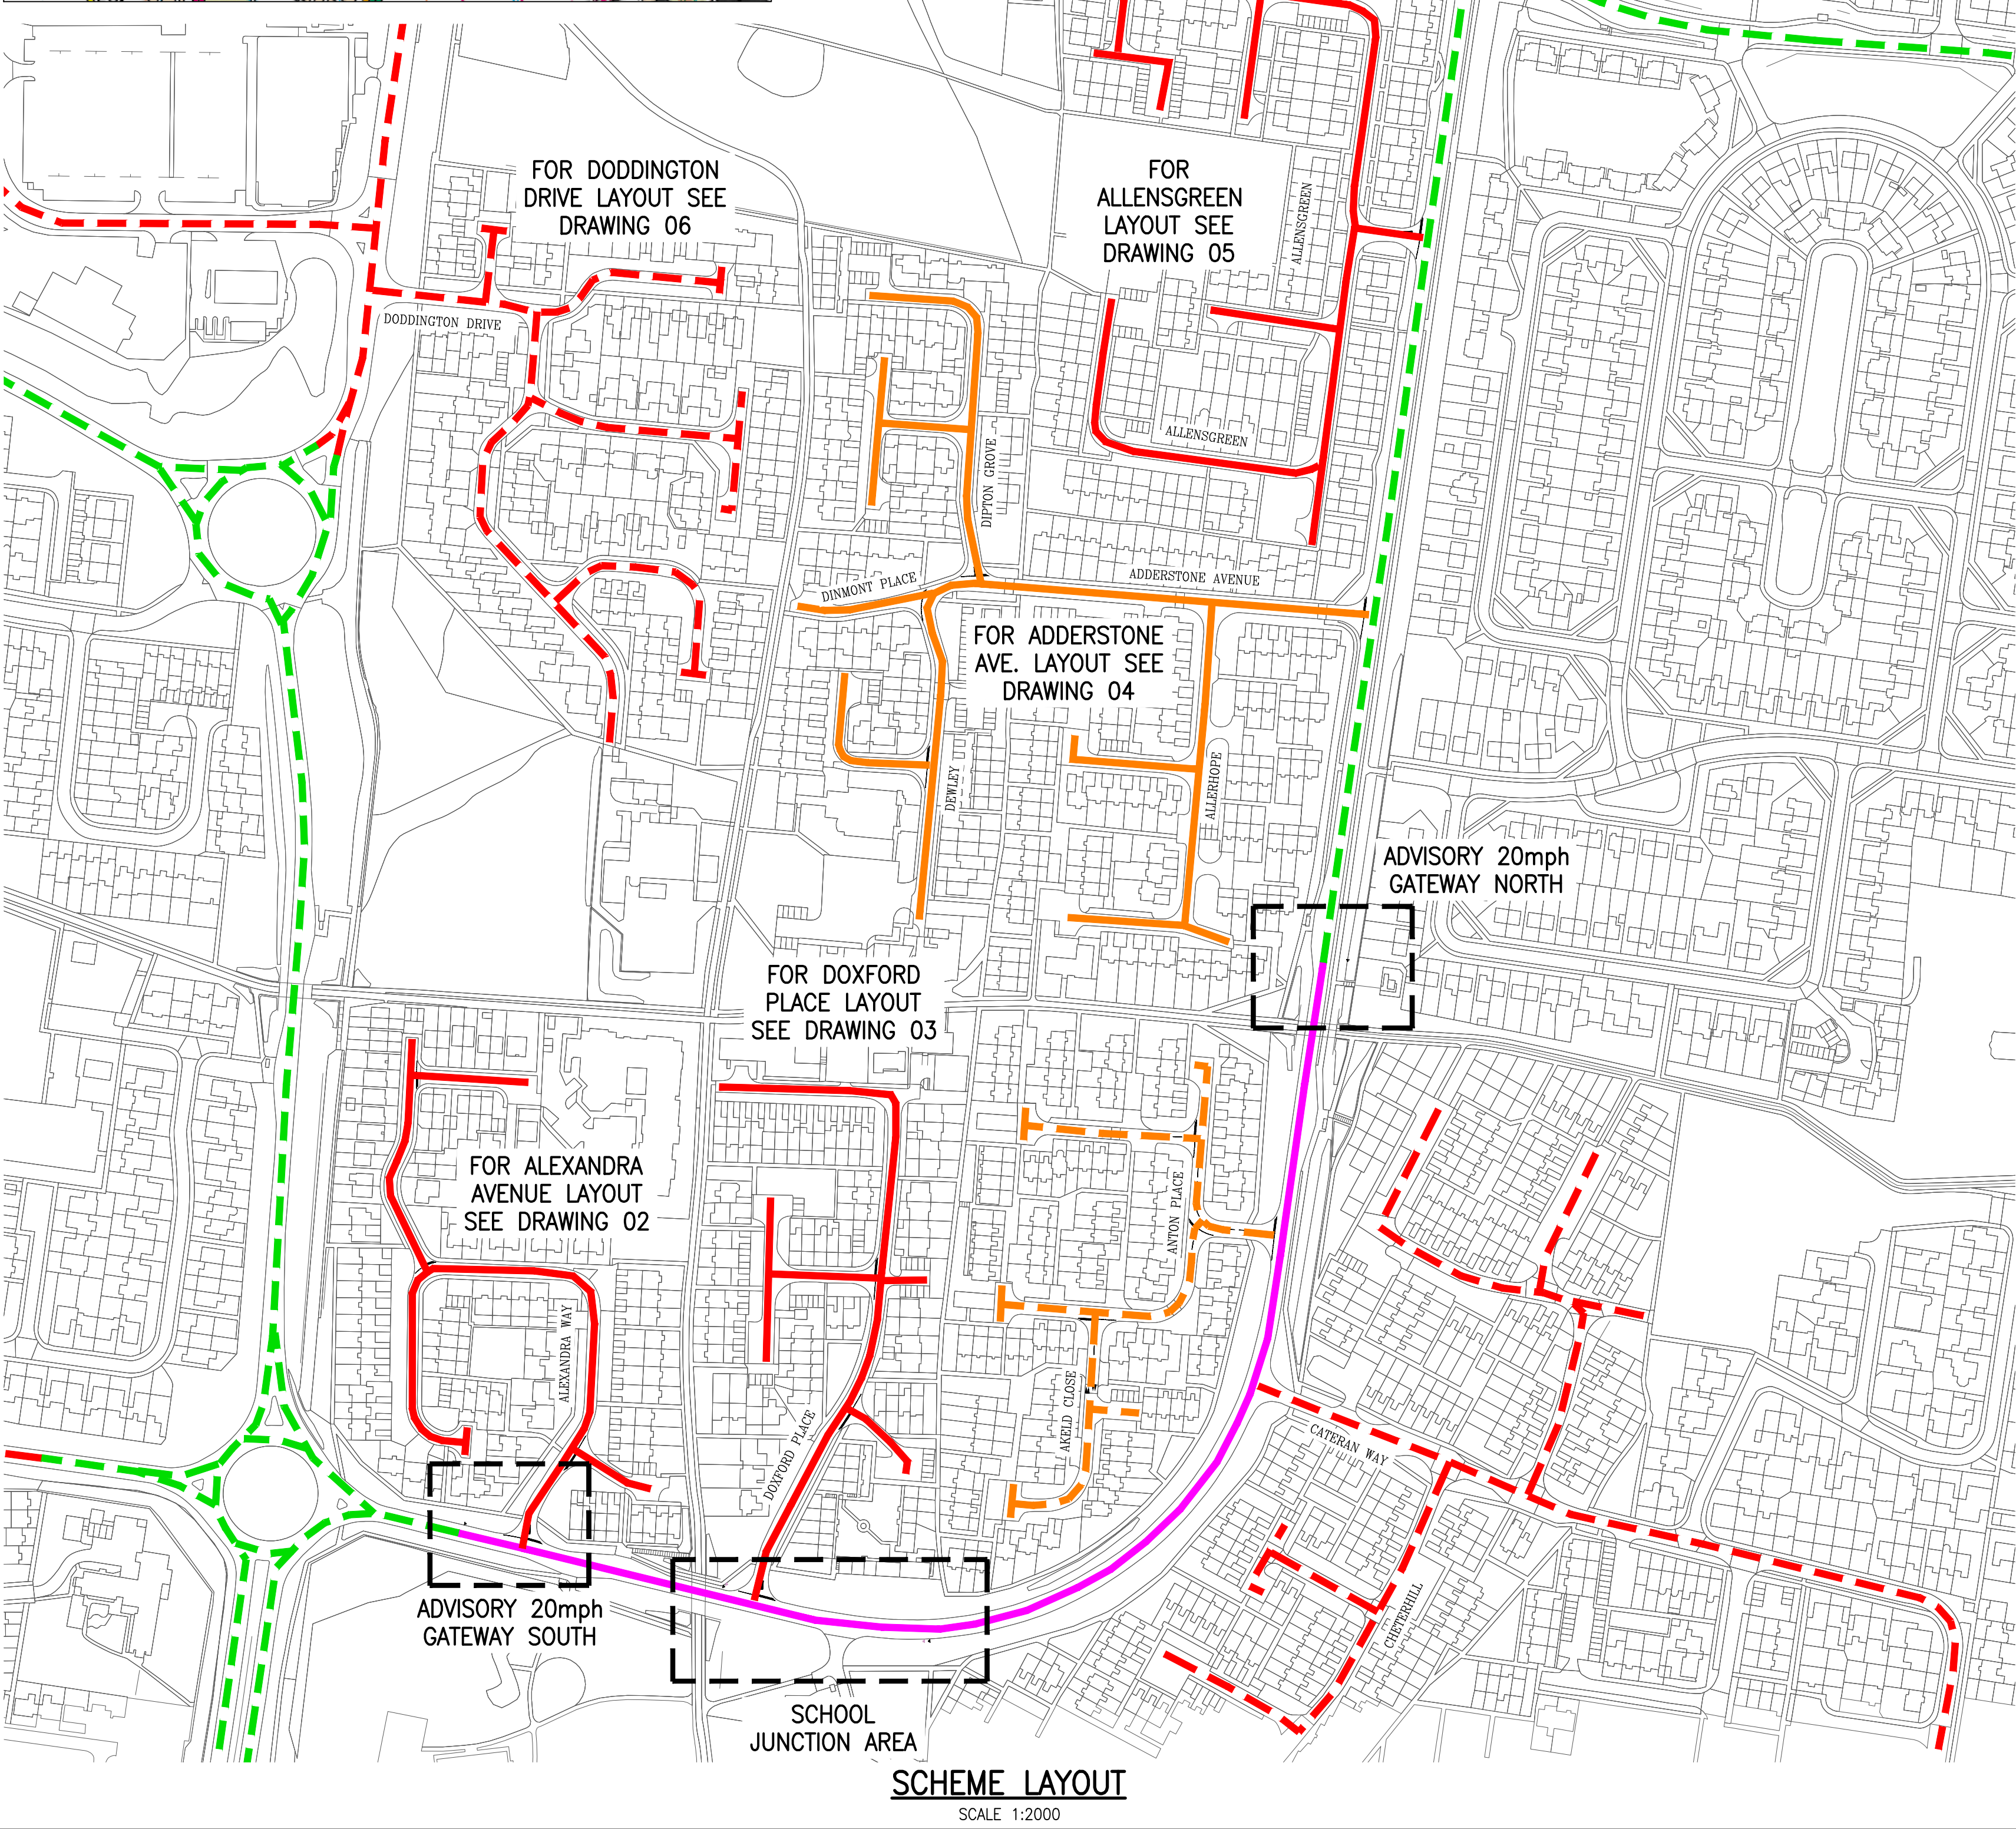 FOR DODDINGTON
DRIVE LAYOUT SEE
DRAWING 06
FOR
ALLENSGREEN
LAYOUT SEE
DRAWING 05
ALLENSGREEN
DODDINGTON DRIVE
ALLENSGREEN
DIPTON GROVE
DINMONT PLACE
ADDERSTONE AVENUE
FOR ADDERSTONE
AVE. LAYOUT SEE
DRAWING 04
DEWLEY
ALLERHOPE
ADVISORY 20mph
GATEWAY NORTH
FOR DOXFORD
PLACE LAYOUT
SEE DRAWING 03
FOR ALEXANDRA
AVENUE LAYOUT
SEE DRAWING 02
ANTON PLACE
ALEXANDRA WAY
DOXFORD PLACE
AKELD CLOSE
CATERAN WAY
CHETERHILL
ADVISORY 20mph
GATEWAY SOUTH
SCHOOL
JUNCTION AREA
SCHEME LAYOUT
SCALE 1:2000